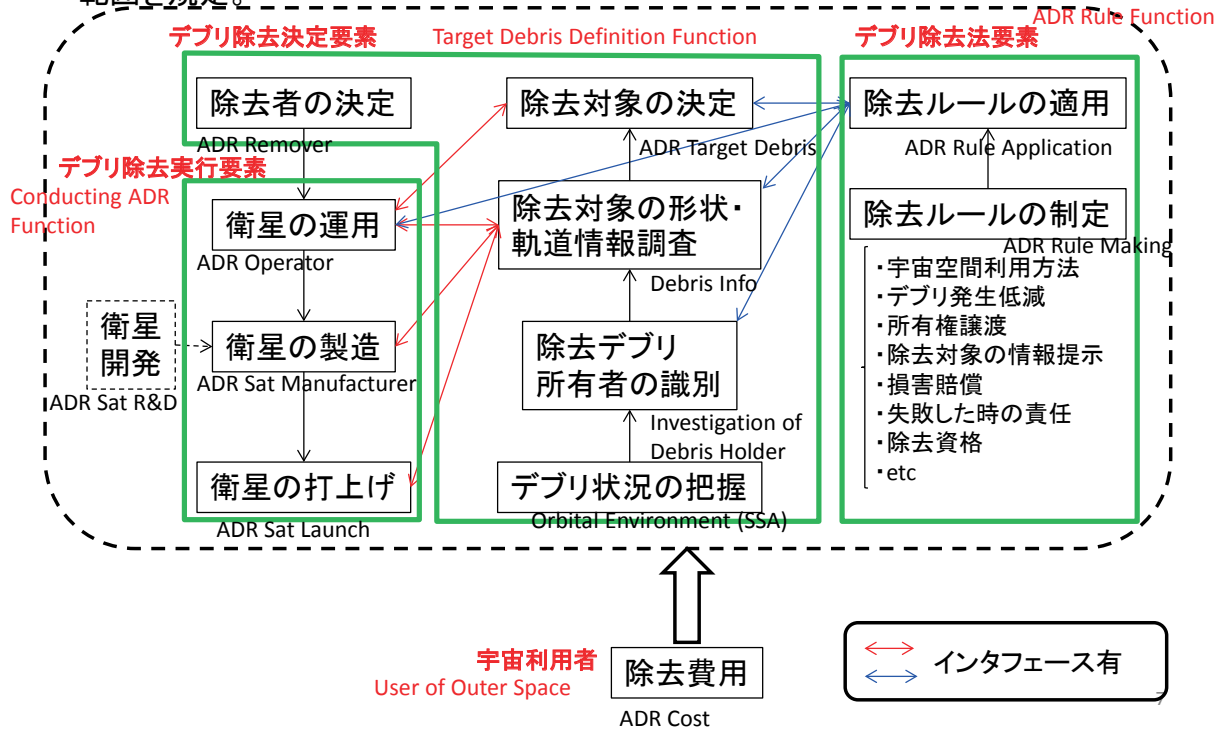 範囲を規定。
ADR Rule Function
デブリ除去決定要素
Target Debris Definition Function
デブリ除去法要素
除去者の決定
ADR Remover
除去対象の決定
ADR Target Debris
除去ルールの適用
ADR Rule Application
デブリ除去実行要素
Conducting ADR
Function
衛星の運用
ADR Operator
除去対象の形状・
軌道情報調査
Debris Info
除去ルールの制定
ADR Rule Making
・宇宙空間利用方法
・デブリ発生低減
・所有権譲渡
・除去対象の情報提示
・損害賠償
・失敗した時の責任
・除去資格
・etc
衛星
開発
ADR Sat R&D
衛星の製造
ADR Sat Manufacturer
除去デブリ
所有者の識別
Investigation of
Debris Holder
衛星の打上げ
ADR Sat Launch
デブリ状況の把握
Orbital Environment (SSA)
宇宙利用者
User of Outer Space
除去費用
ADR Cost
インタフェース有
7